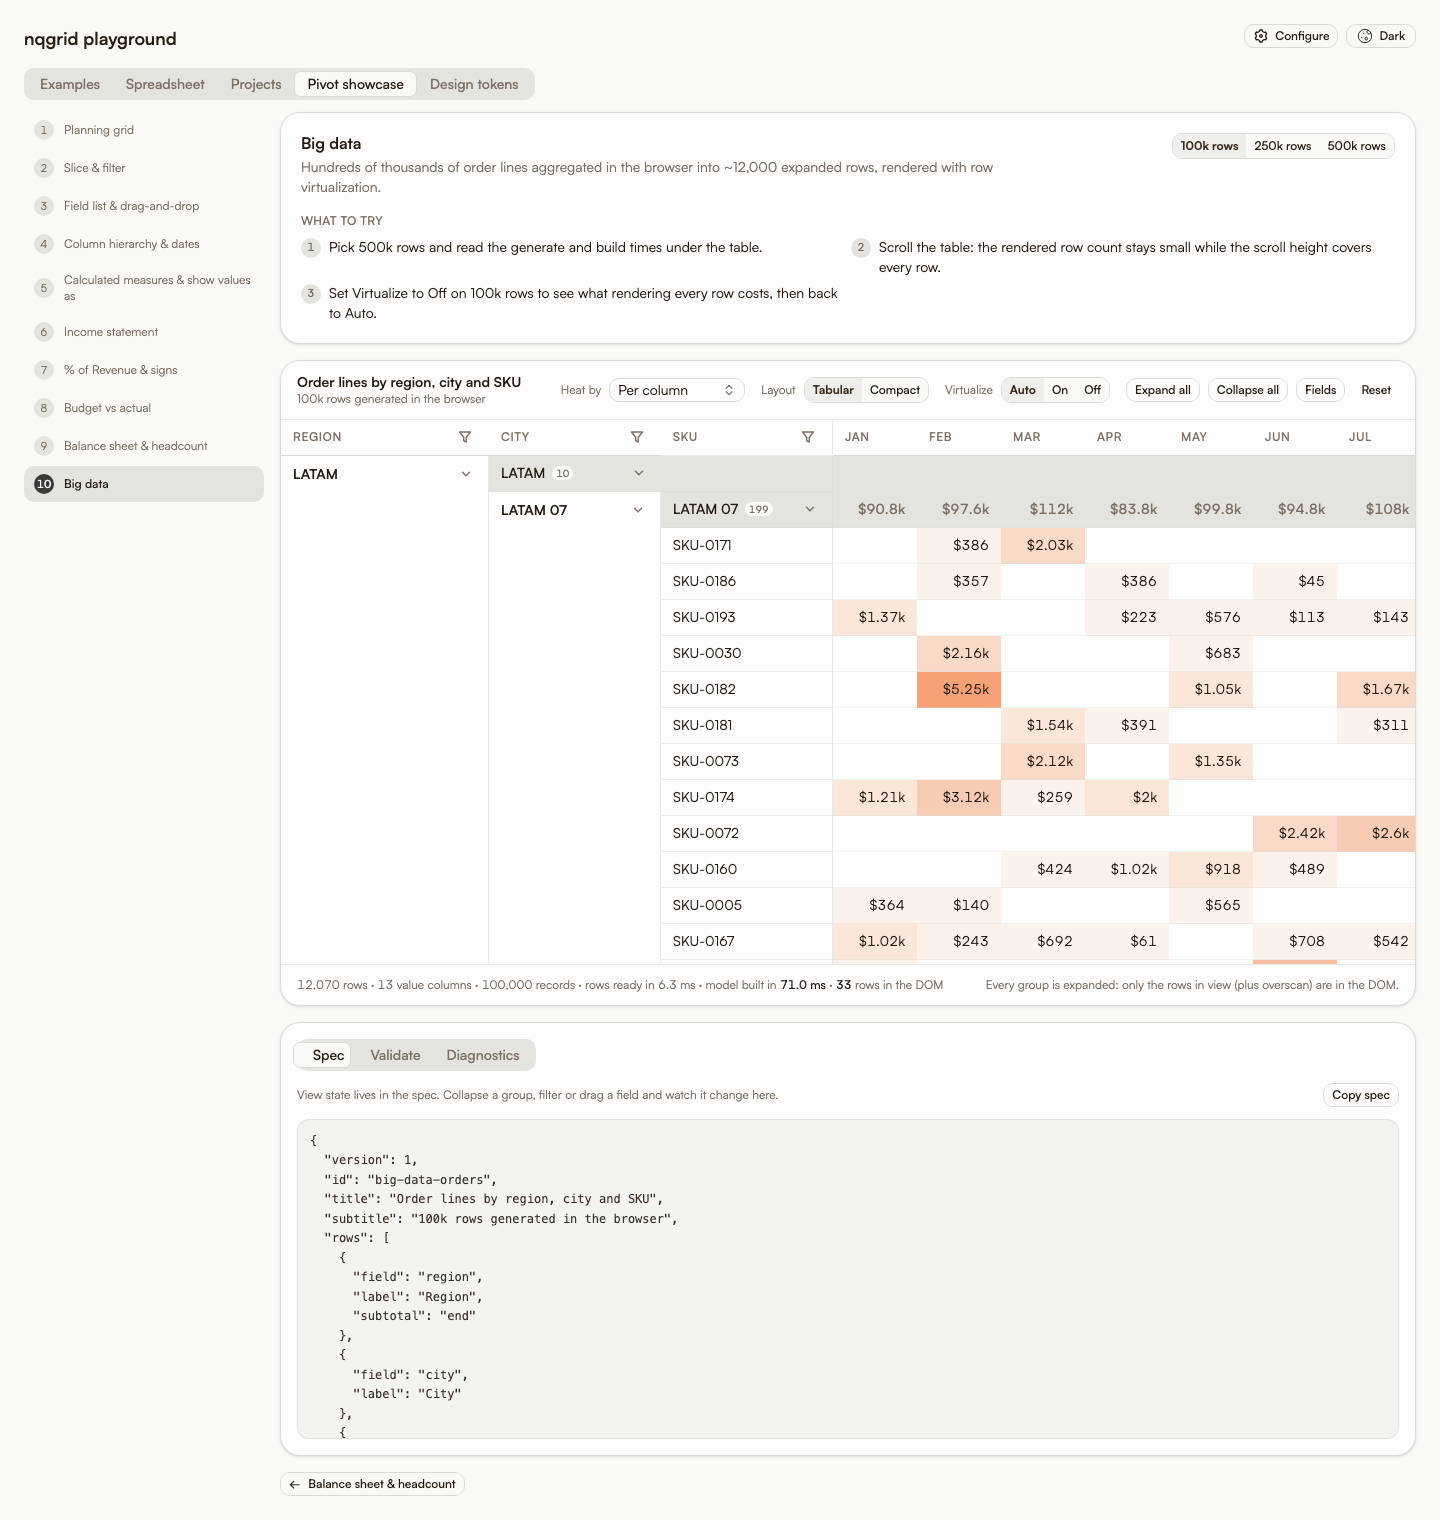 nqgrid playground
Configure
Dark
Examples
Spreadsheet
Projects
Pivot showcase
Design tokens
1 Planning grid
2 Slice & filter
3 Field list & drag-and-drop
4 Column hierarchy & dates
5 Calculated measures & show values
as
6 Income statement
7 % of Revenue & signs
8 Budget vs actual
9 Balance sheet & headcount
10 Big data
Big data
100k rows 250k rows 500k rows
Hundreds of thousands of order lines aggregated in the browser into ~12,000 expanded rows, rendered with row
virtualization.
WHAT TO TRY
1 Pick 500k rows and read the generate and build times under the table.
2 Scroll the table: the rendered row count stays small while the scroll height covers
every row.
3 Set Virtualize to Off on 100k rows to see what rendering every row costs, then back
to Auto.
Order lines by region, city and SKU
100k rows generated in the browser
Heat by Per column Layout Tabular Compact Virtualize Auto On Off Expand all Collapse all Fields Reset
REGION CITY SKU JAN FEB MAR APR MAY JUN JUL
LATAM LATAM 10
LATAM 07 LATAM 07 199 $90.8k $97.6k $112k $83.8k $99.8k $94.8k $108k
SKU-0171 $386 $2.03k
SKU-0186 $357 $386 $45
SKU-0193 $1.37k $223 $576 $113 $143
SKU-0030 $2.16k $683
SKU-0182 $5.25k $1.05k $1.67k
SKU-0181 $1.54k $391 $311
SKU-0073 $2.12k $1.35k
SKU-0174 $1.21k $3.12k $259 $2k
SKU-0072 $2.42k $2.6k
SKU-0160 $424 $1.02k $918 $489
SKU-0005 $364 $140 $565
SKU-0167 $1.02k $243 $692 $61 $708 $542
12,070 rows · 13 value columns · 100,000 records · rows ready in 6.3 ms · model built in 71.0 ms · 33 rows in the DOM
Every group is expanded: only the rows in view (plus overscan) are in the DOM.
Spec Validate Diagnostics
View state lives in the spec. Collapse a group, filter or drag a field and watch it change here.
Copy spec
{
"version": 1,
"id": "big-data-orders",
"title": "Order lines by region, city and SKU",
"subtitle": "100k rows generated in the browser",
"rows": [
{
"field": "region",
"label": "Region",
"subtotal": "end"
},
{
"field": "city",
"label": "City"
},
{
← Balance sheet & headcount